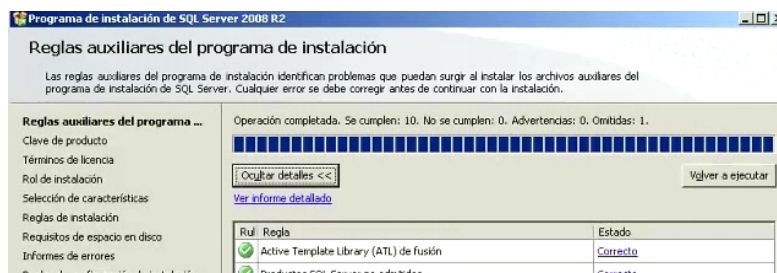 Programa de instalación de SQL Server 2008 R2
Reglas auxiliares del programa de instalación
Las reglas auxiliares del programa de instalación identifican problemas que puedan surgir al instalar los archivos auxiliares del
programa de instalación de SQL Server. Cualquier error se debe corregir antes de continuar con la instalación.
Reglas auxiliares del programa ...
Clave de producto
Términos de licencia
Rol de instalación
Selección de características
Reglas de instalación
Requisitos de espacio en disco
Informes de errores
Operación completada. Se cumplen: 10. No se cumplen: 0. Advertencias: 0. Omitidas: 1.
Ocultar detalles <<
Volver a ejecutar
Ver informe detallado
Rul Regla Estado
Active Template Library (ATL) de fusión Correcto
Productos SQL Server no admitidos Correcto